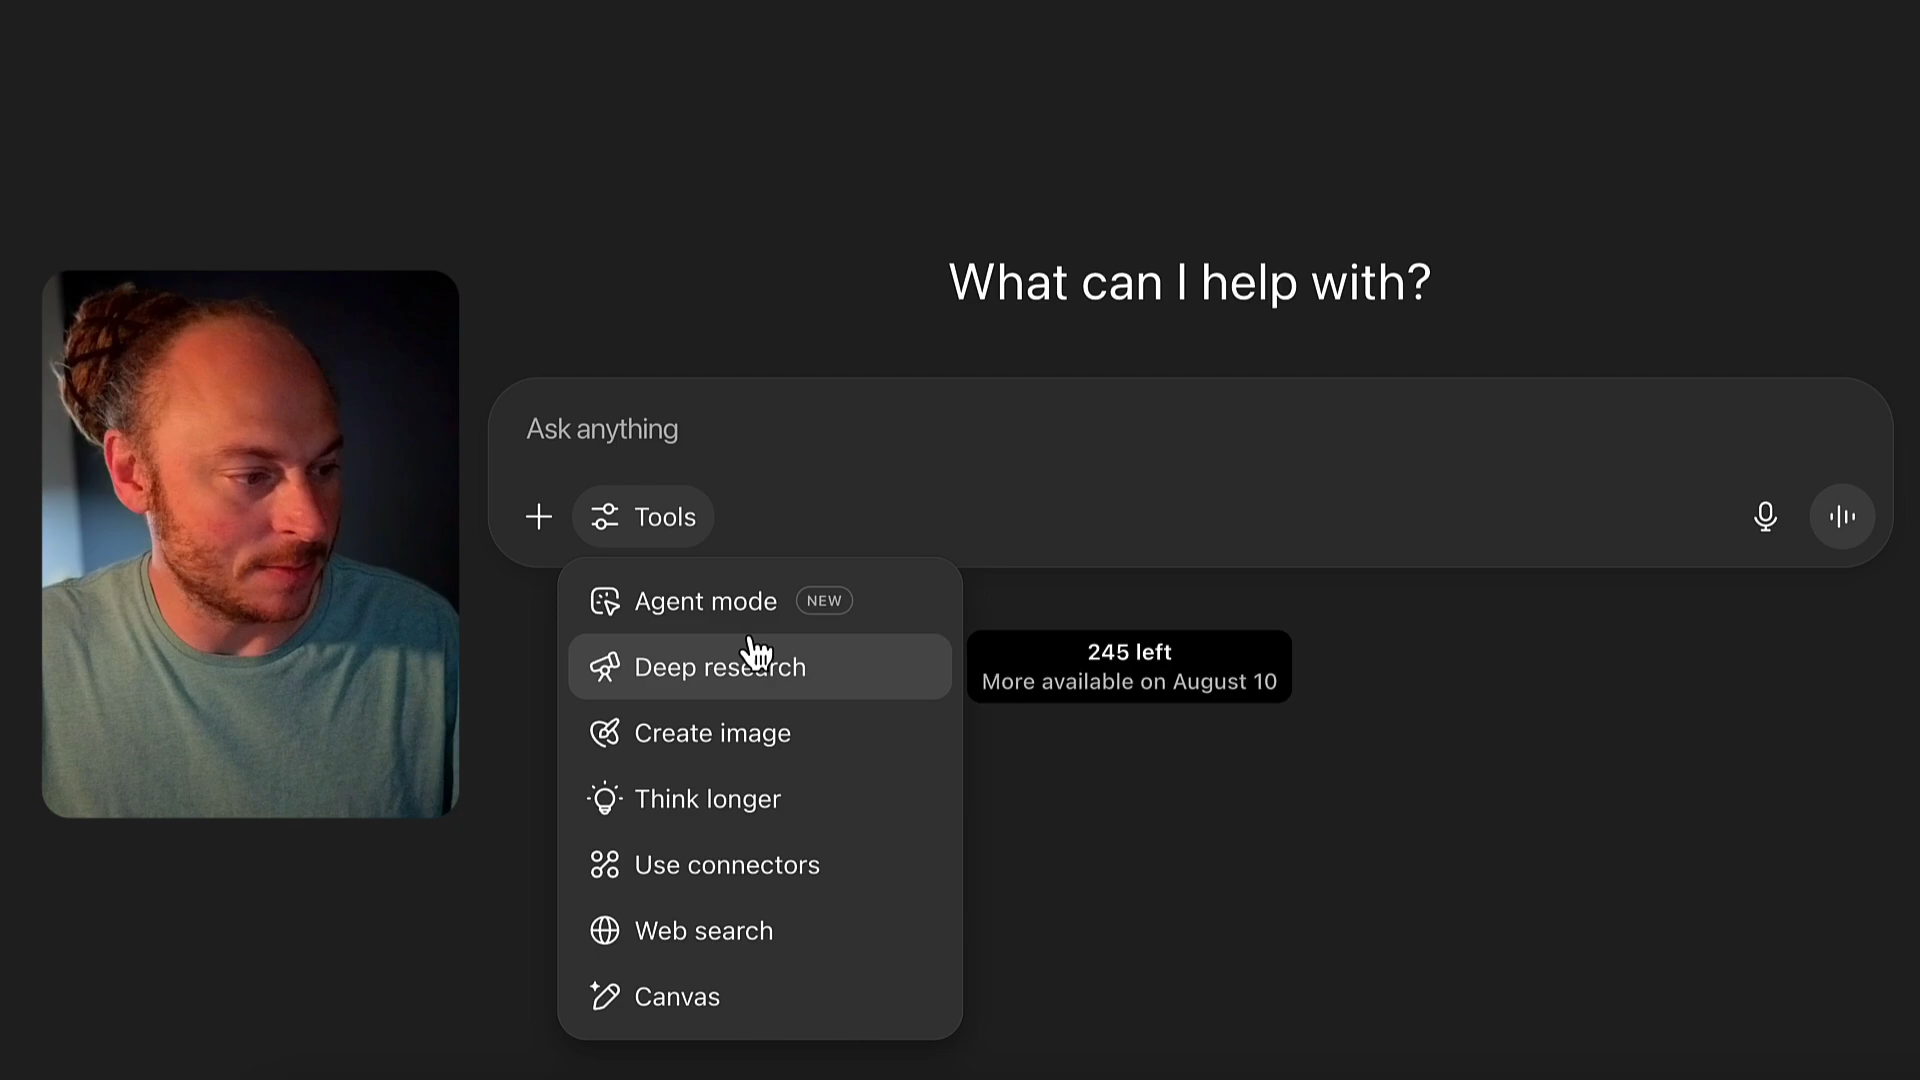 What can I help with?
Ask anything
Tools
Agent mode NEW
Deep research
245 left
More available on August 10
Create image
Think longer
Use connectors
Web search
Canvas